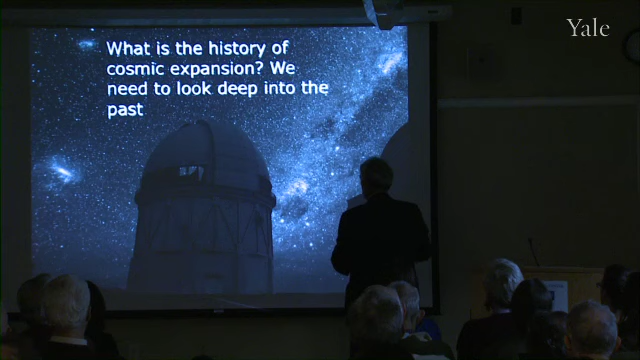 Yale
What is the history of
cosmic expansion? We
need to look deep into the
past